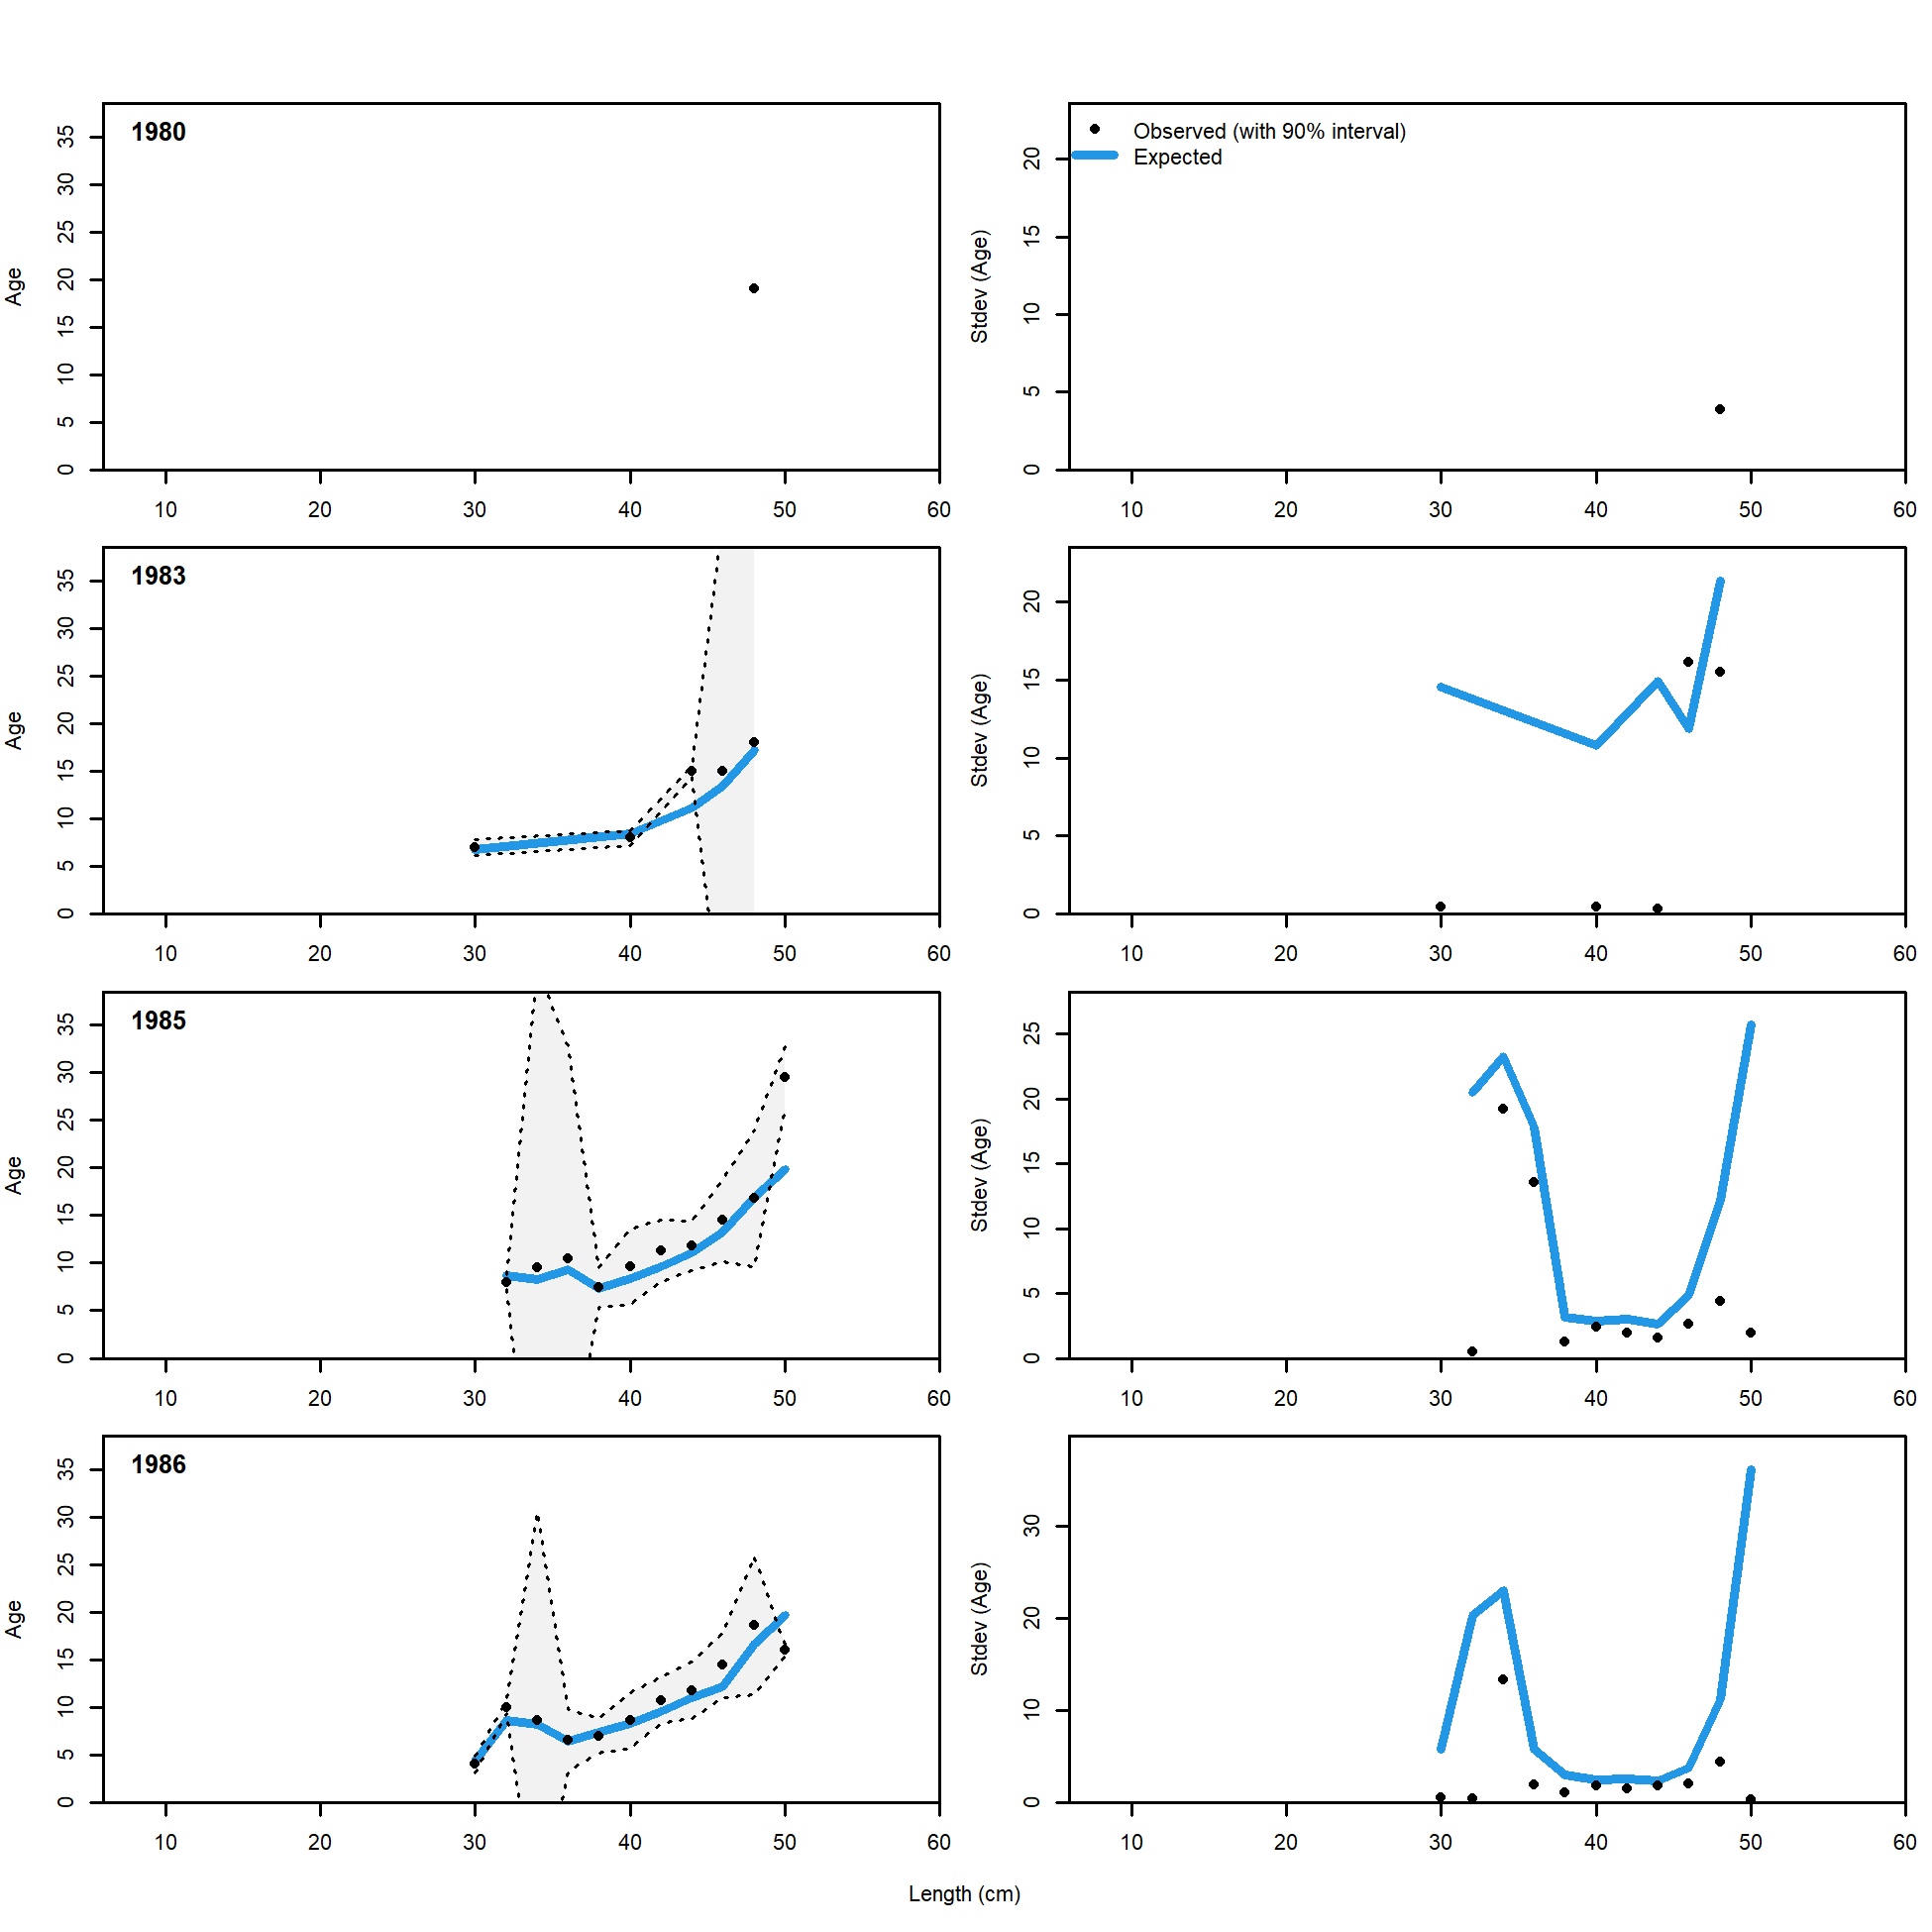 1980
Age
0 5 10 15 20 25 30 35
10 20 30 40 50 60
Observed (with 90% interval)
Expected
Stdev (Age)
0 5 10 15 20
10 20 30 40 50 60
1983
Age
0 5 10 15 20 25 30 35
10 20 30 40 50 60
Stdev (Age)
0 5 10 15 20
10 20 30 40 50 60
1985
Age
0 5 10 15 20 25 30 35
10 20 30 40 50 60
Stdev (Age)
0 5 10 15 20 25
10 20 30 40 50 60
1986
Age
0 5 10 15 20 25 30 35
10 20 30 40 50 60
Stdev (Age)
0 10 20 30
10 20 30 40 50 60
Length (cm)